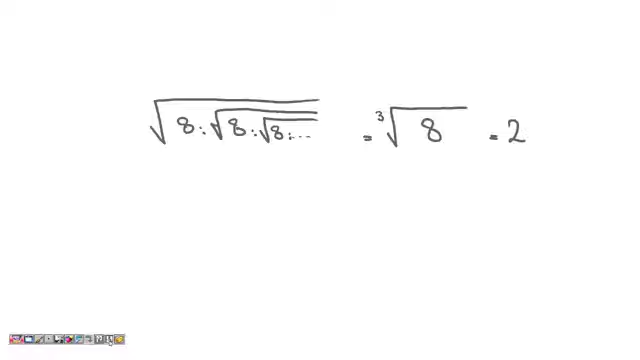 √(8:√(8:√(8:... = ³√8 = 2